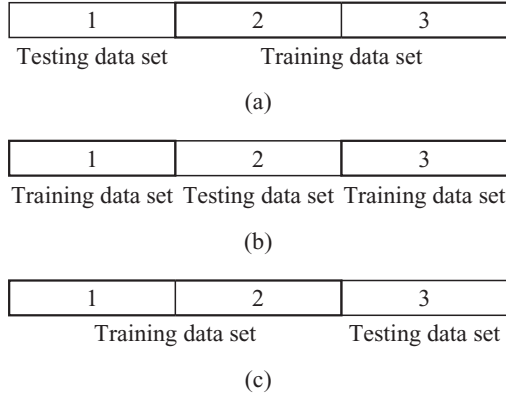 1 2 3
Testing data set Training data set
(a)
1 2 3
Training data set Testing data set Training data set
(b)
1 2 3
Training data set Testing data set
(c)